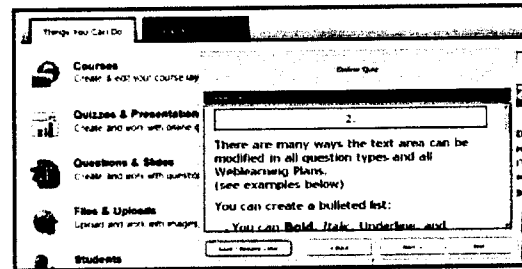 Things You Can Do
Courses
Create & edit your course lay
Quizzes & Presentation
Create and work with online q
Questions & Slides
Create and work with questio
Files & Uploads
Upload and work with images,
Students
Online Quiz
2.
There are many ways the text area can be
modified in all question types and all
Weblearning Plans.
(see examples below)
You can create a bulleted list:
- You can Bold, Italic, Underline, and